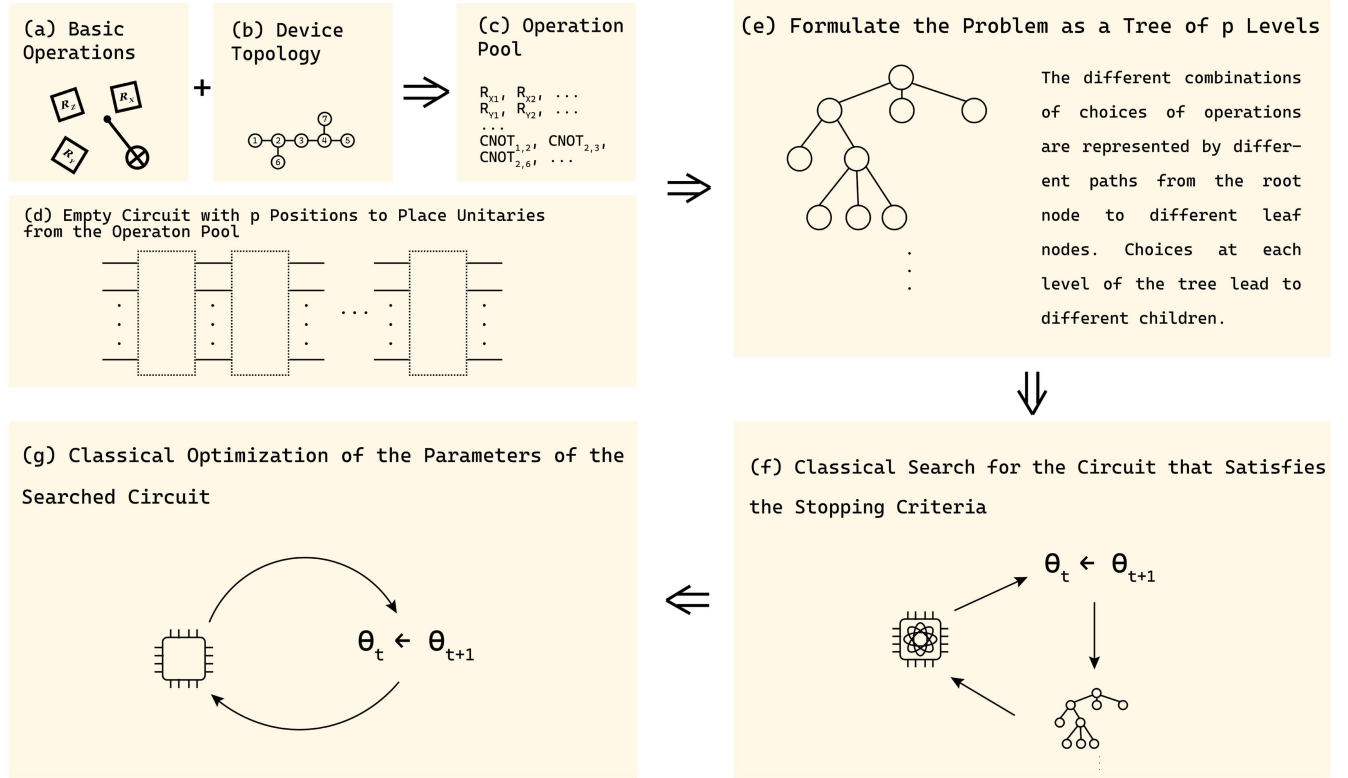 (a) Basic
Operations
R_Z
R_X
R_y
+
(b) Device
Topology
7
1 2 3 4 5
6
(c) Operation
Pool
R_X1, R_X2, ...
R_Y1, R_Y2, ...
...
CNOT_1,2, CNOT_2,3,
CNOT_2,6, ...
(d) Empty Circuit with p Positions to Place Unitaries
from the Operaton Pool
...
(e) Formulate the Problem as a Tree of p Levels
The different combinations
of choices of operations
are represented by differ-
ent paths from the root
node to different leaf
nodes. Choices at each
level of the tree lead to
different children.
(f) Classical Search for the Circuit that Satisfies
the Stopping Criteria
θ_t ← θ_t+1
(g) Classical Optimization of the Parameters of the
Searched Circuit
θ_t ← θ_t+1